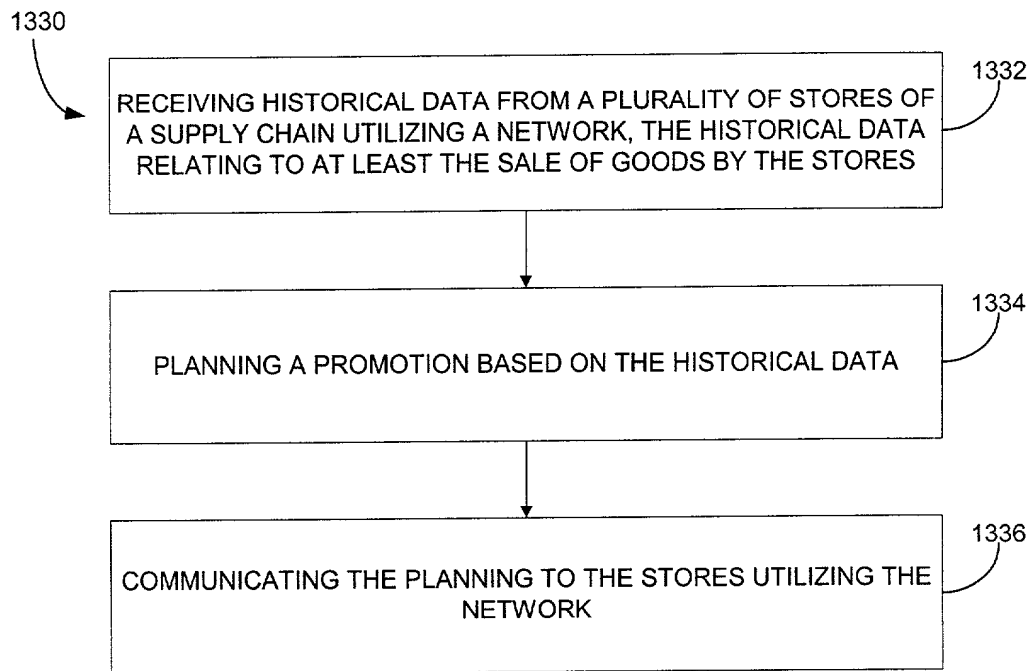 1330
1332
RECEIVING HISTORICAL DATA FROM A PLURALITY OF STORES OF
A SUPPLY CHAIN UTILIZING A NETWORK, THE HISTORICAL DATA
RELATING TO AT LEAST THE SALE OF GOODS BY THE STORES
1334
PLANNING A PROMOTION BASED ON THE HISTORICAL DATA
1336
COMMUNICATING THE PLANNING TO THE STORES UTILIZING THE
NETWORK